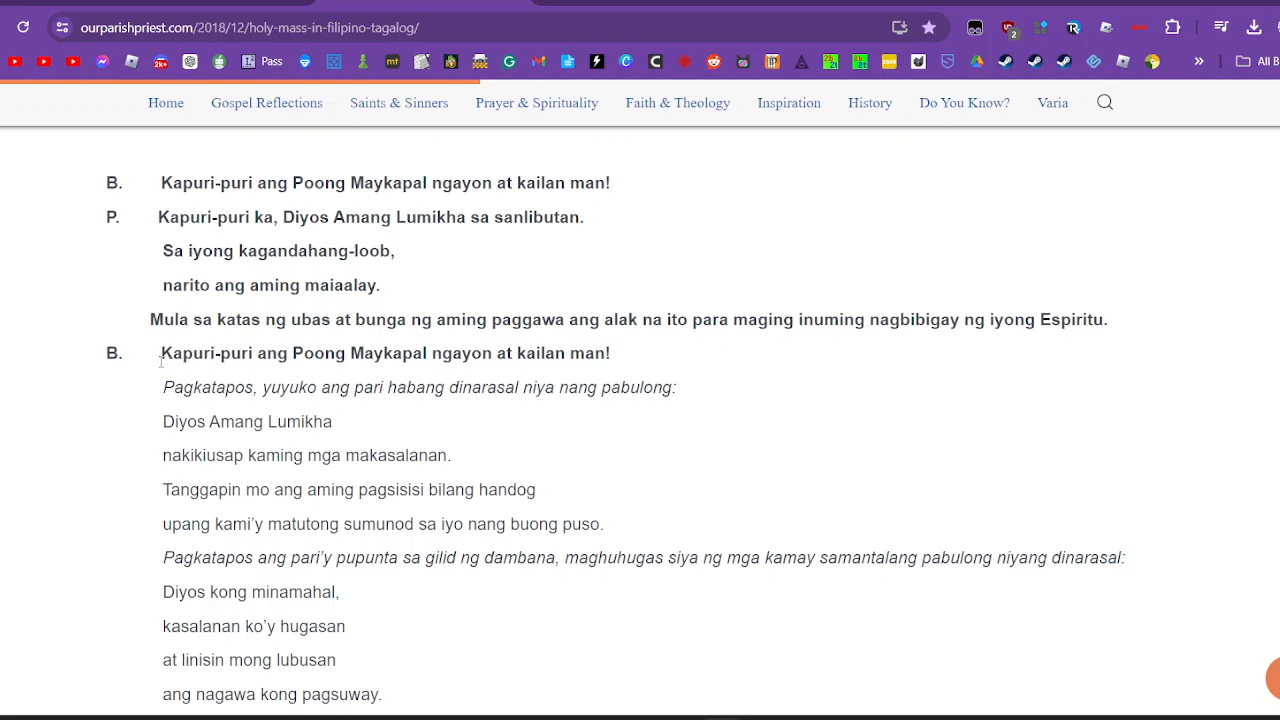 ourparishpriest.com/2018/12/holy-mass-in-filipino-tagalog/
Pass
All B
Home Gospel Reflections Saints & Sinners Prayer & Spirituality Faith & Theology Inspiration History Do You Know? Varia
B. Kapuri-puri ang Poong Maykapal ngayon at kailan man!
P. Kapuri-puri ka, Diyos Amang Lumikha sa sanlibutan.
Sa iyong kagandahang-loob,
narito ang aming maiaalay.
Mula sa katas ng ubas at bunga ng aming paggawa ang alak na ito para maging inuming nagbibigay ng iyong Espiritu.
B. Kapuri-puri ang Poong Maykapal ngayon at kailan man!
Pagkatapos, yuyuko ang pari habang dinarasal niya nang pabulong:
Diyos Amang Lumikha
nakikiusap kaming mga makasalanan.
Tanggapin mo ang aming pagsisisi bilang handog
upang kami’y matutong sumunod sa iyo nang buong puso.
Pagkatapos ang pari’y pupunta sa gilid ng dambana, maghuhugas siya ng mga kamay samantalang pabulong niyang dinarasal:
Diyos kong minamahal,
kasalanan ko’y hugasan
at linisin mong lubusan
ang nagawa kong pagsuway.